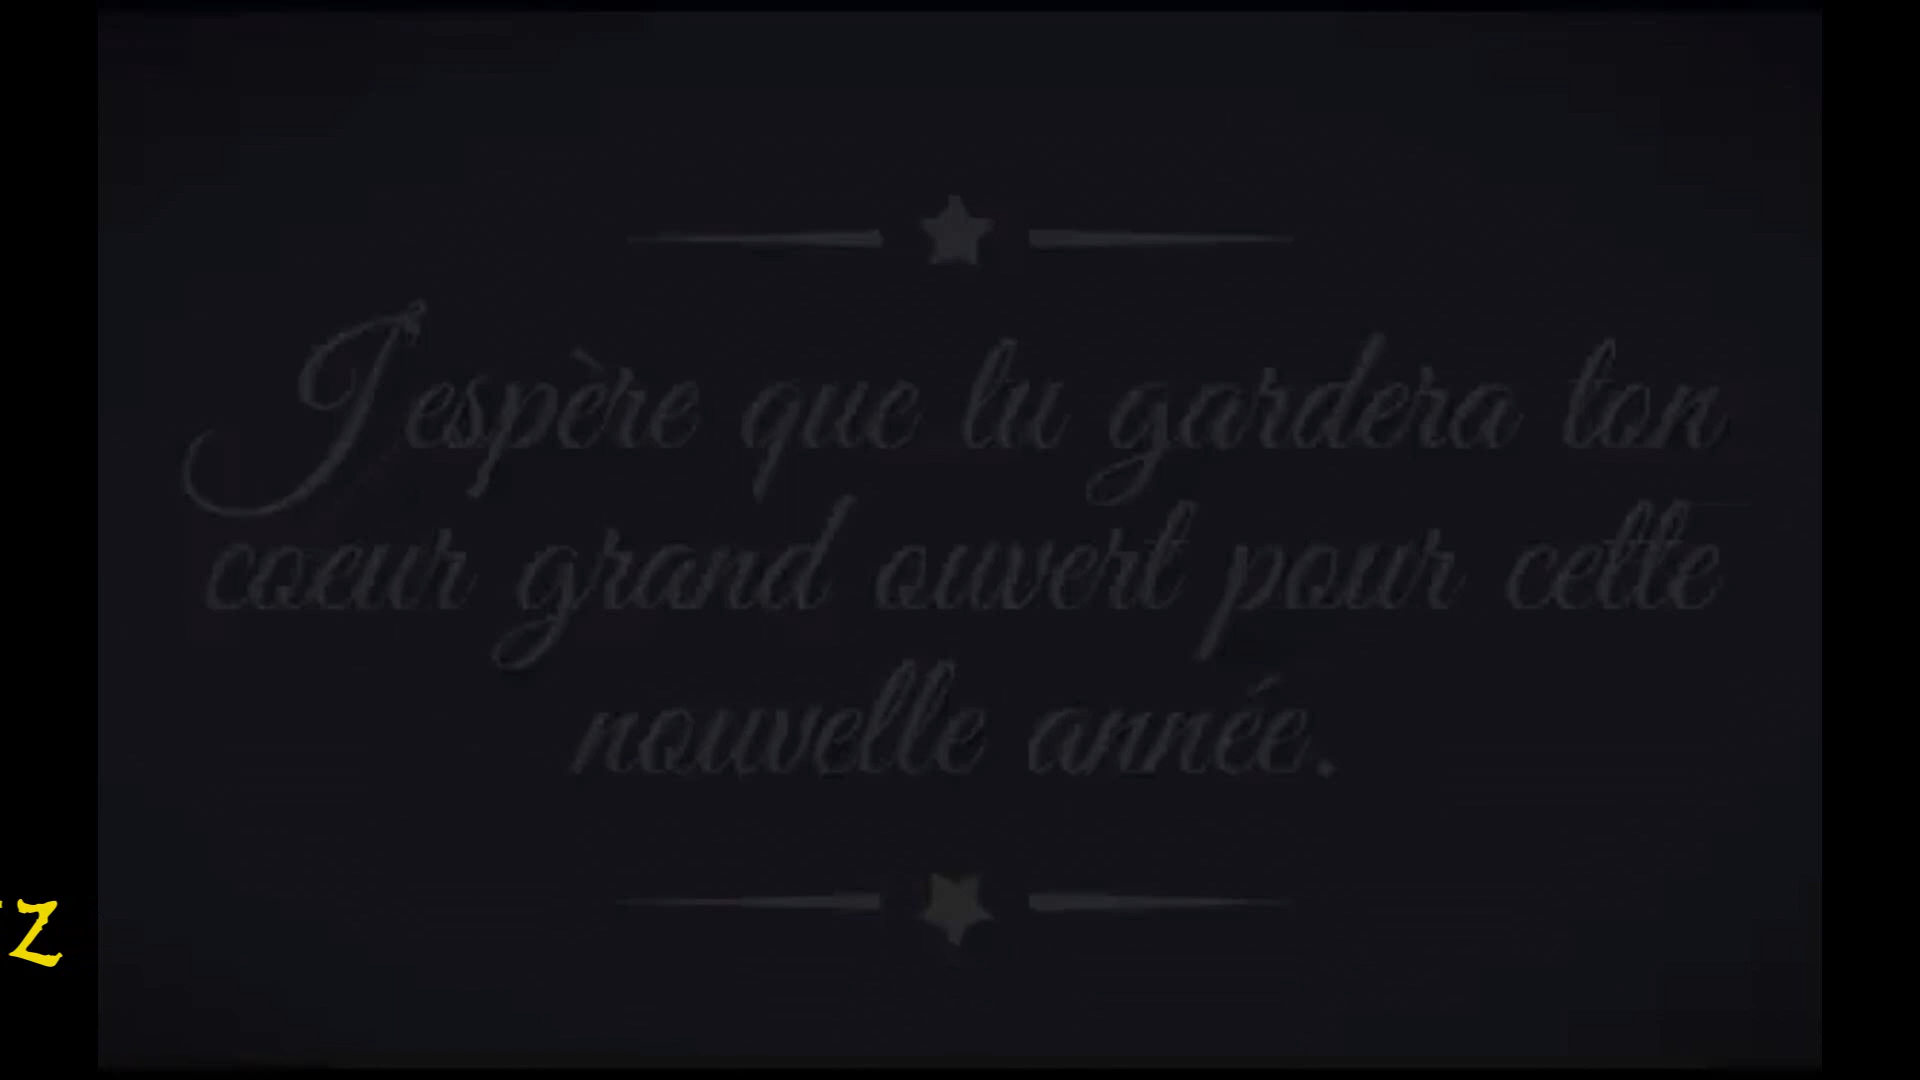 J'espère que tu gardera ton
coeur grand ouvert pour cette
nouvelle année.
z